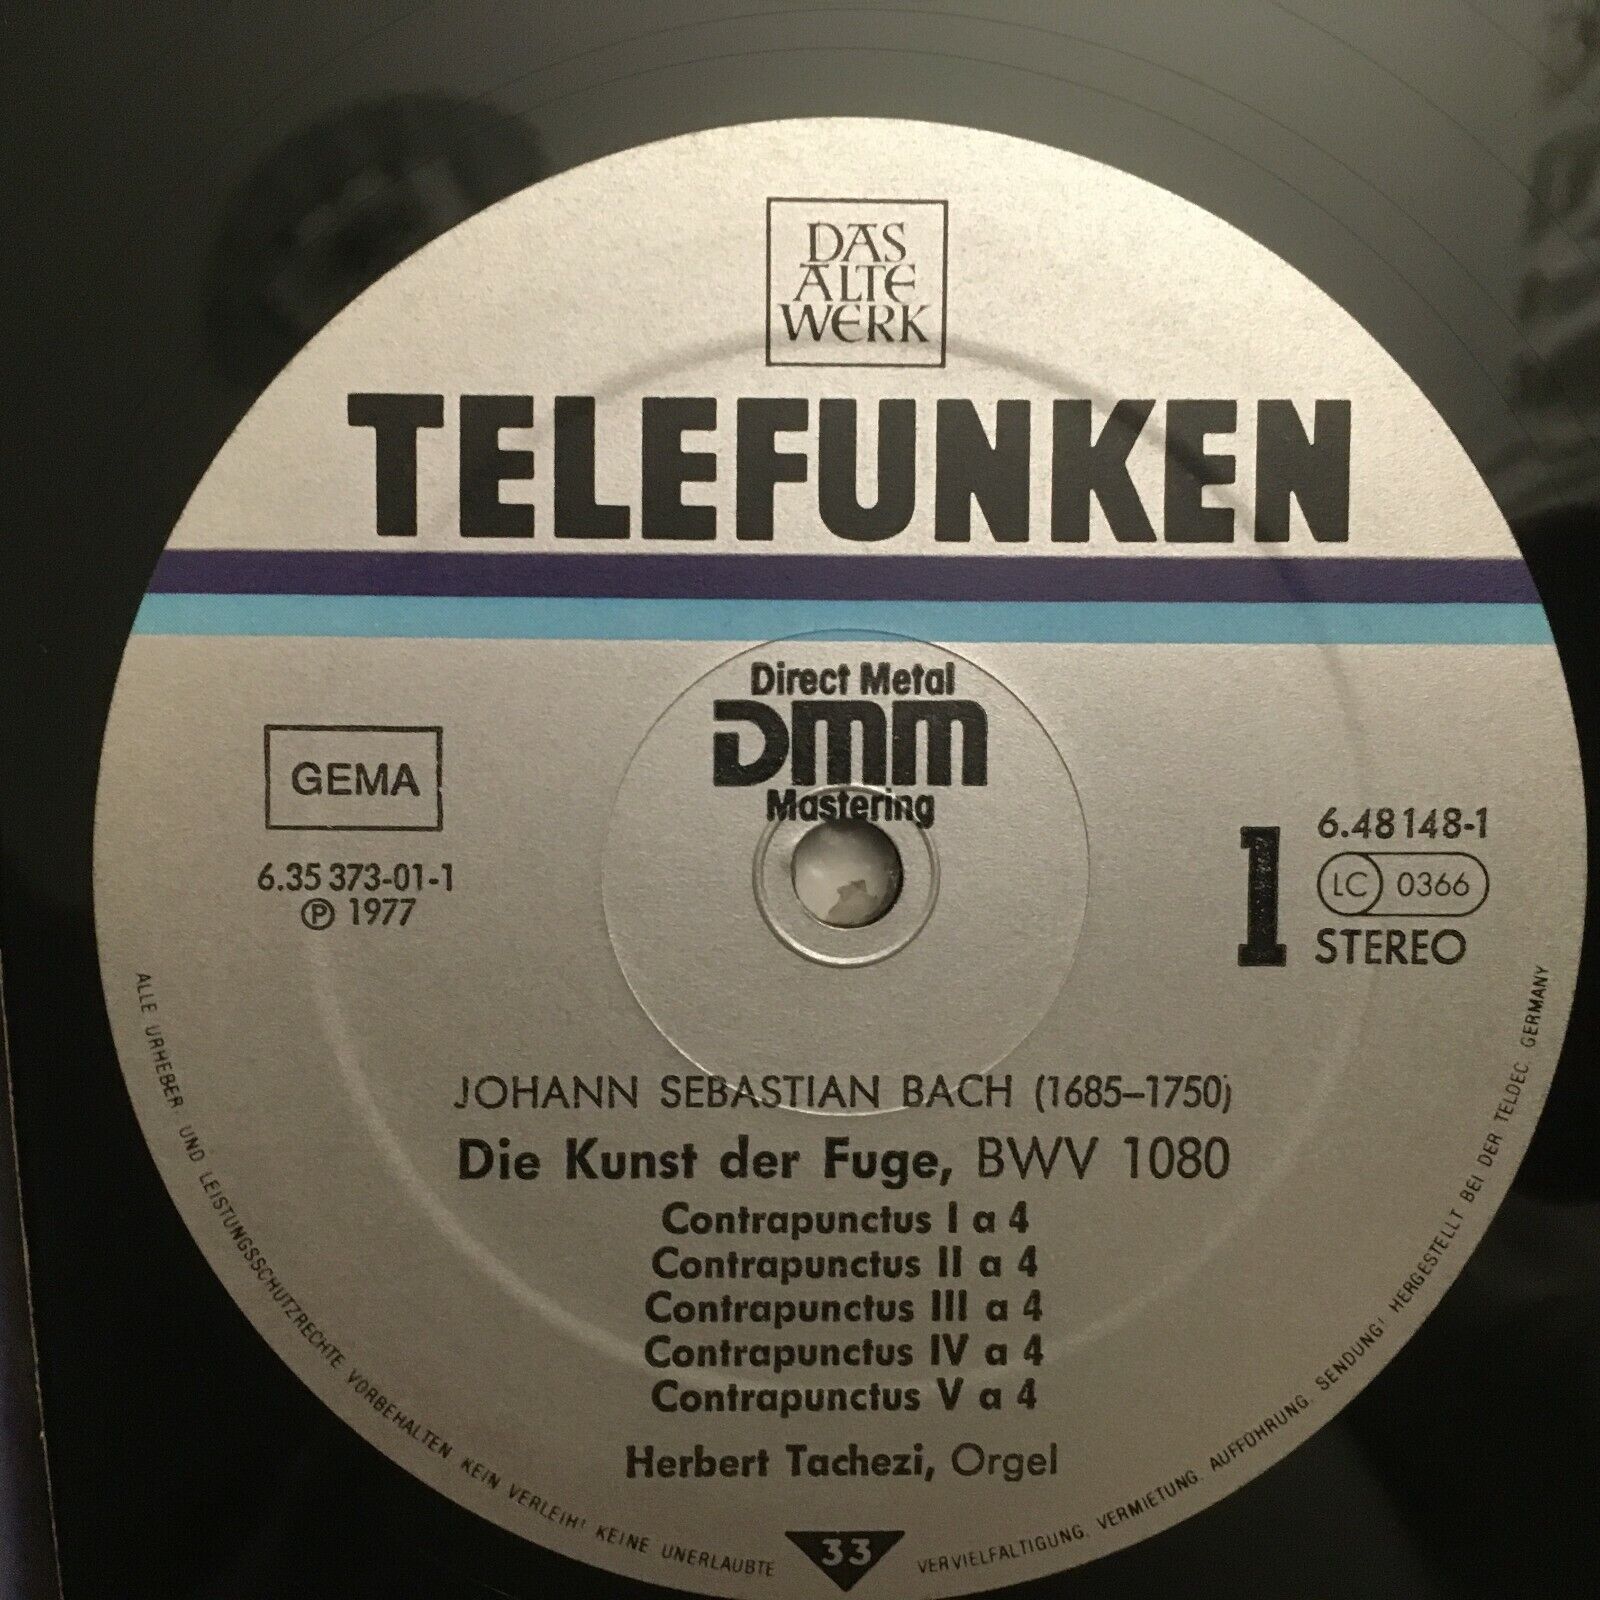 DAS
ALTE
WERK
TELEFUNKEN
Direct Metal
DMM
Mastering
GEMA
6.35 373-01-1
Ⓟ 1977
1
6.48148-1
LC 0366
STEREO
JOHANN SEBASTIAN BACH (1685–1750)
Die Kunst der Fuge, BWV 1080
Contrapunctus I a 4
Contrapunctus II a 4
Contrapunctus III a 4
Contrapunctus IV a 4
Contrapunctus V a 4
Herbert Tachezi, Orgel
33
ALLE URHEBER UND LEISTUNGSSCHUTZRECHTE VORBEHALTEN KEIN VERLEIH! KEINE UNERLAUBTE VERVIELFALTIGUNG, VERMIETUNG, AUFFÜHRUNG, SENDUNG! HERGESTELLT BEI DER TELDEC, GERMANY